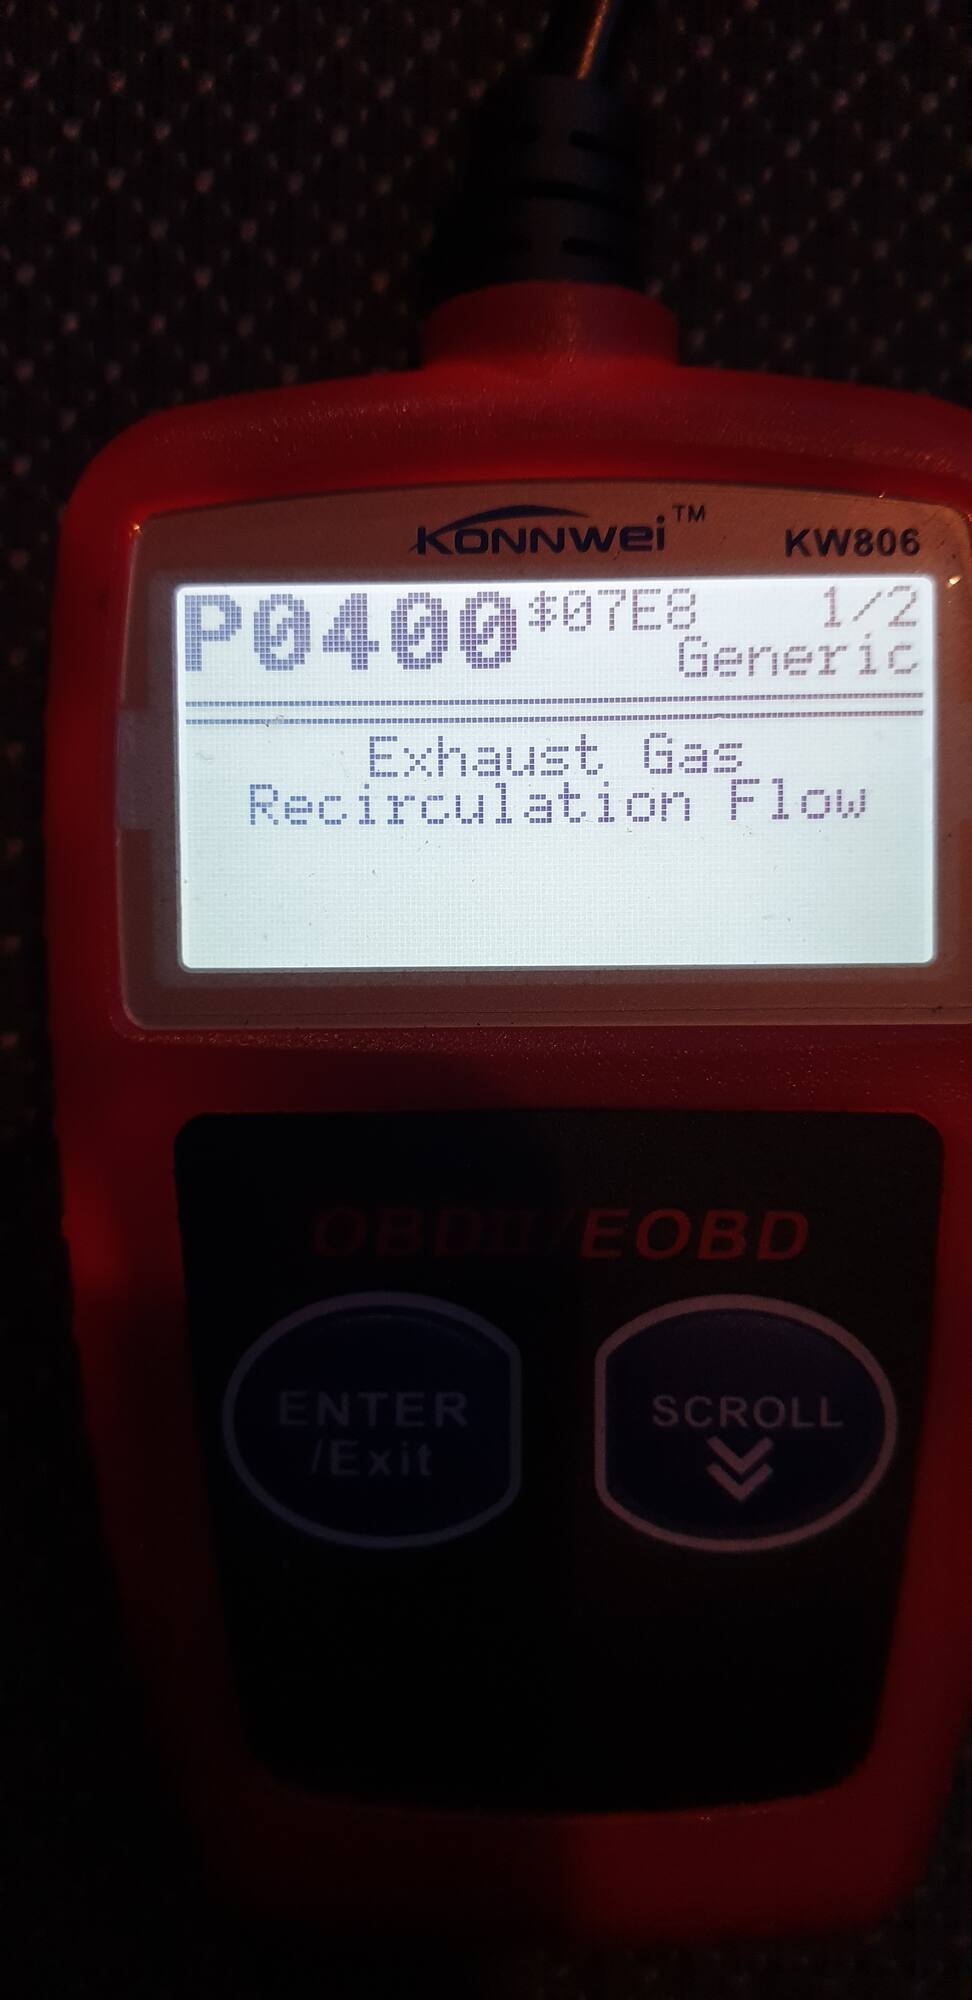 KONNWEI™ KW806
P0400 $07E8 1/2
Generic
Exhaust Gas
Recirculation Flow
OBDII/EOBD
ENTER
/Exit
SCROLL